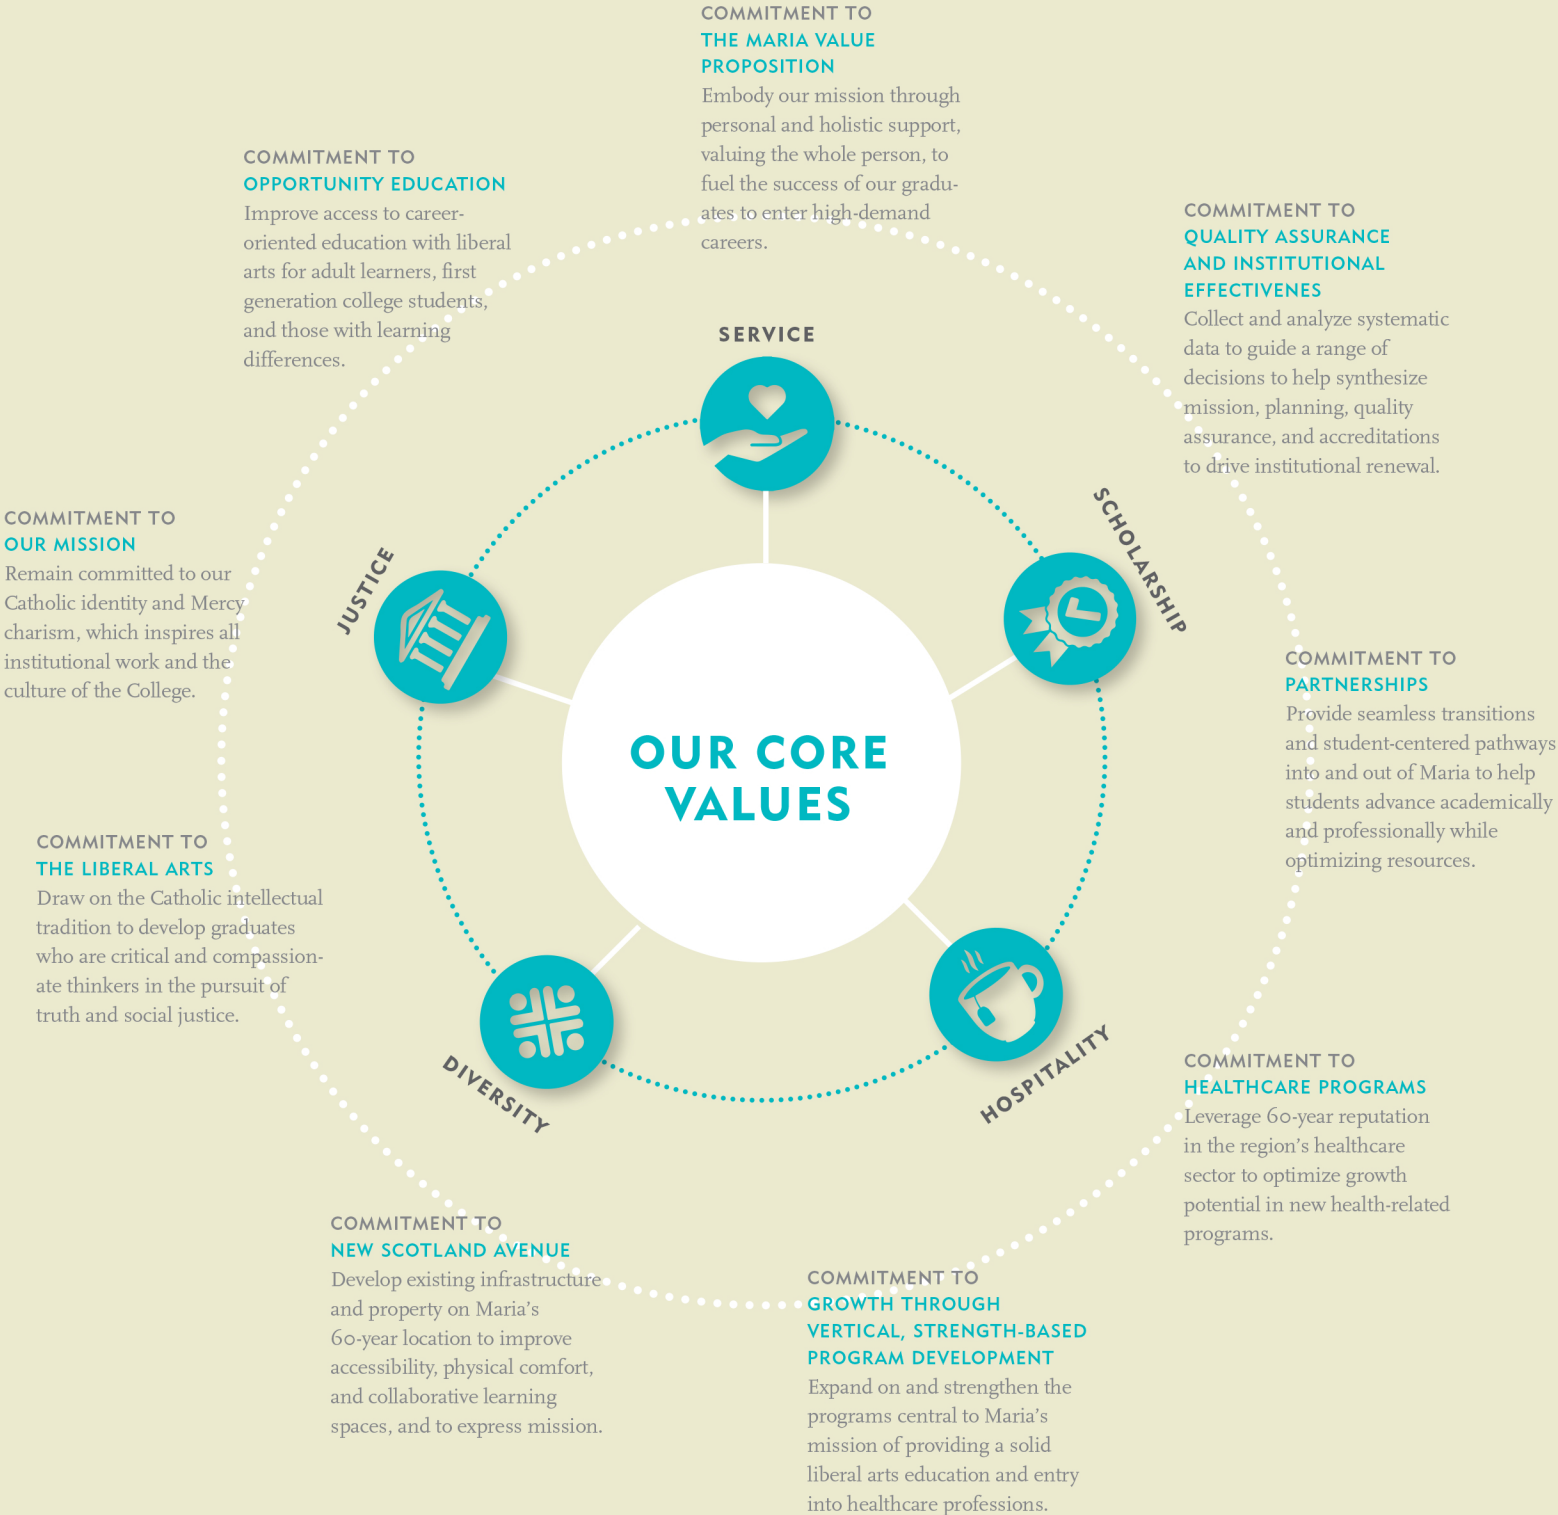 COMMITMENT TO
THE MARIA VALUE
PROPOSITION
Embody our mission through
personal and holistic support,
valuing the whole person, to
fuel the success of our gradu-
ates to enter high-demand
careers.
COMMITMENT TO
OPPORTUNITY EDUCATION
Improve access to career-
oriented education with liberal
arts for adult learners, first
generation college students,
and those with learning
differences.
COMMITMENT TO
QUALITY ASSURANCE
AND INSTITUTIONAL
EFFECTIVENES
Collect and analyze systematic
data to guide a range of
decisions to help synthesize
mission, planning, quality
assurance, and accreditations
to drive institutional renewal.
SERVICE
SCHOLARSHIP
JUSTICE
COMMITMENT TO
OUR MISSION
Remain committed to our
Catholic identity and Mercy
charism, which inspires all
institutional work and the
culture of the College.
COMMITMENT TO
PARTNERSHIPS
Provide seamless transitions
and student-centered pathways
into and out of Maria to help
students advance academically
and professionally while
optimizing resources.
OUR CORE
VALUES
COMMITMENT TO
THE LIBERAL ARTS
Draw on the Catholic intellectual
tradition to develop graduates
who are critical and compassion-
ate thinkers in the pursuit of
truth and social justice.
DIVERSITY
HOSPITALITY
COMMITMENT TO
HEALTHCARE PROGRAMS
Leverage 60-year reputation
in the region's healthcare
sector to optimize growth
potential in new health-related
programs.
COMMITMENT TO
NEW SCOTLAND AVENUE
Develop existing infrastructure
and property on Maria's
60-year location to improve
accessibility, physical comfort,
and collaborative learning
spaces, and to express mission.
COMMITMENT TO
GROWTH THROUGH
VERTICAL, STRENGTH-BASED
PROGRAM DEVELOPMENT
Expand on and strengthen the
programs central to Maria's
mission of providing a solid
liberal arts education and entry
into healthcare professions.